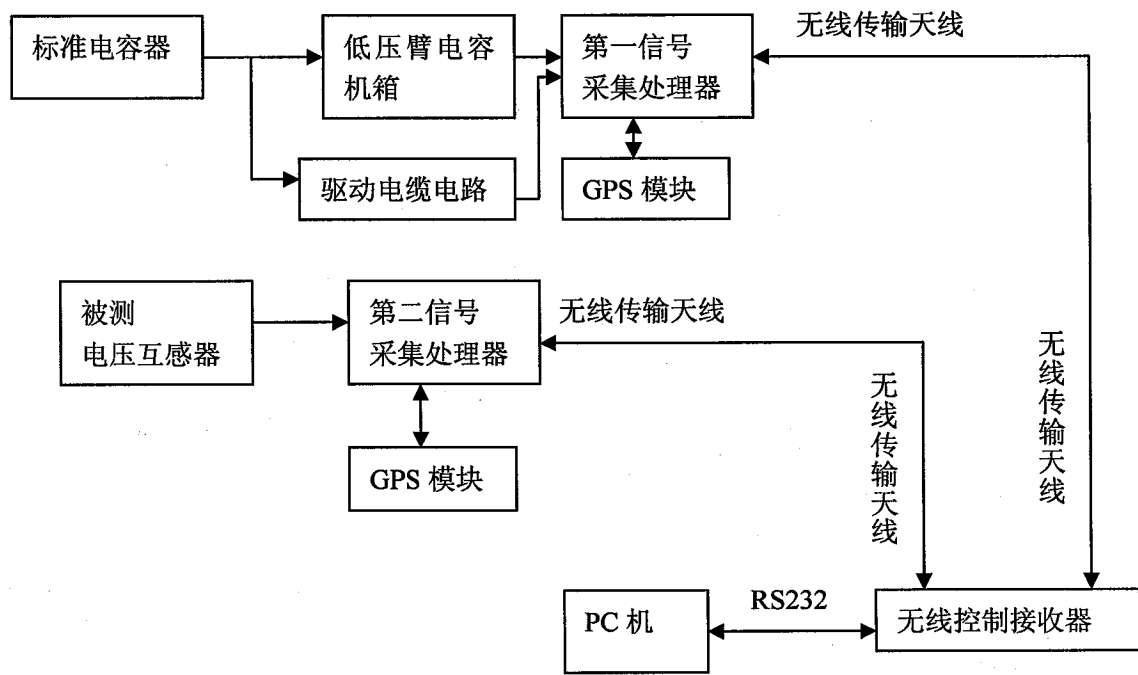 标准电容器
低压臂电容
机箱
第一信号
采集处理器
无线传输天线
驱动电缆电路
GPS 模块
被测
电压互感器
第二信号
采集处理器
无线传输天线
GPS 模块
无线传输天线
无线传输天线
PC 机
RS232
无线控制接收器